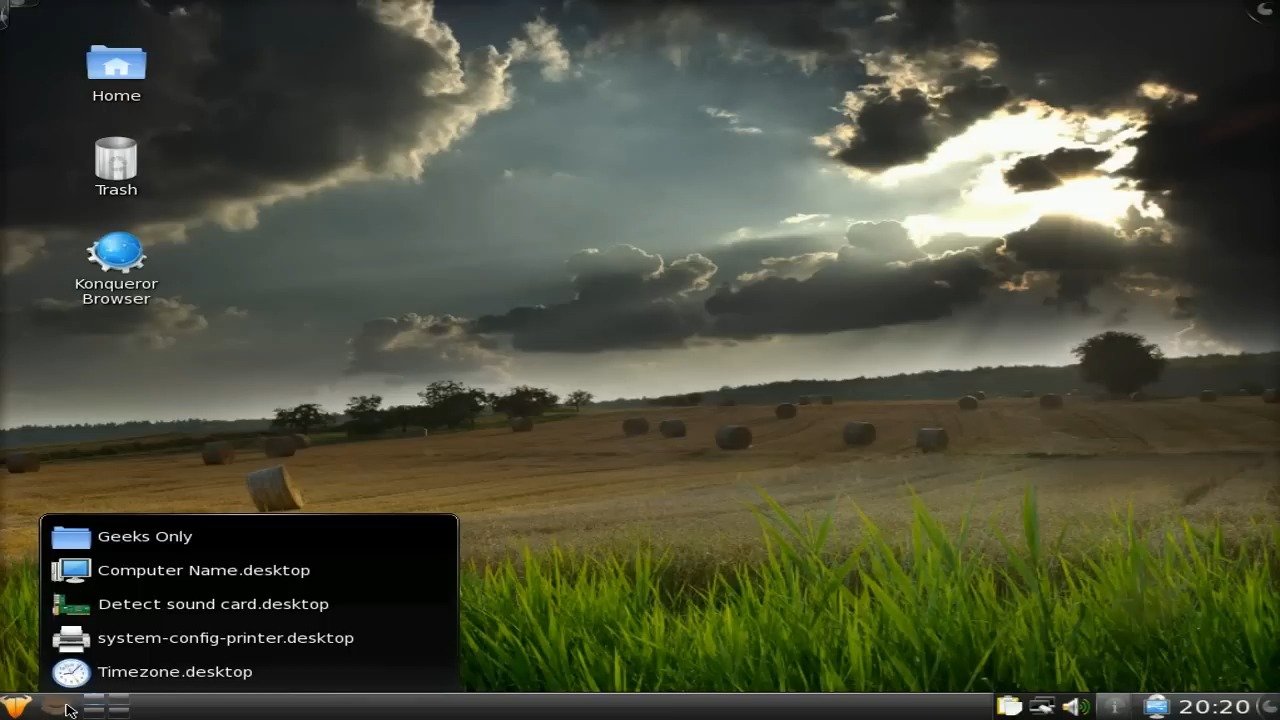 Home
Trash
Konqueror
Browser
Geeks Only
Computer Name.desktop
Detect sound card.desktop
system-config-printer.desktop
Timezone.desktop
20:20